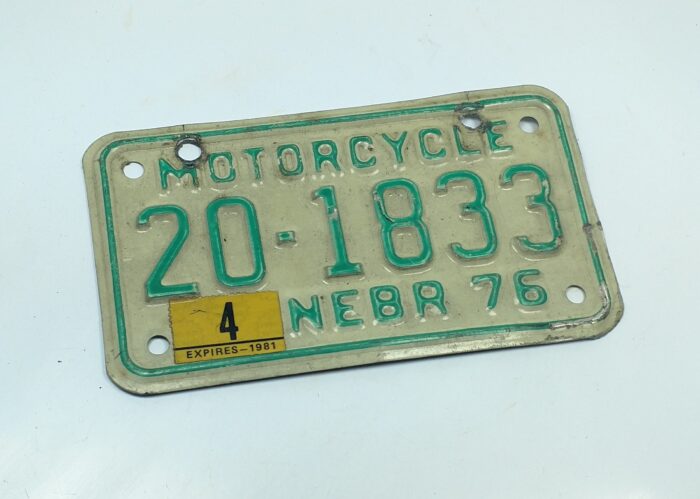 MOTORCYCLE
20-1833
NEBR 76
4
EXPIRES-1981